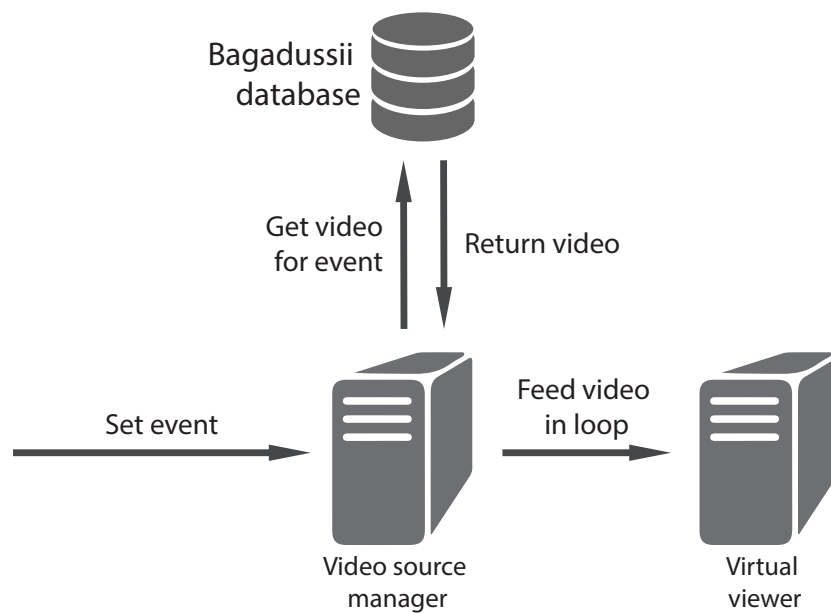 Bagadussii
database
Get video
for event
Return video
Set event
Feed video
in loop
Video source
manager
Virtual
viewer